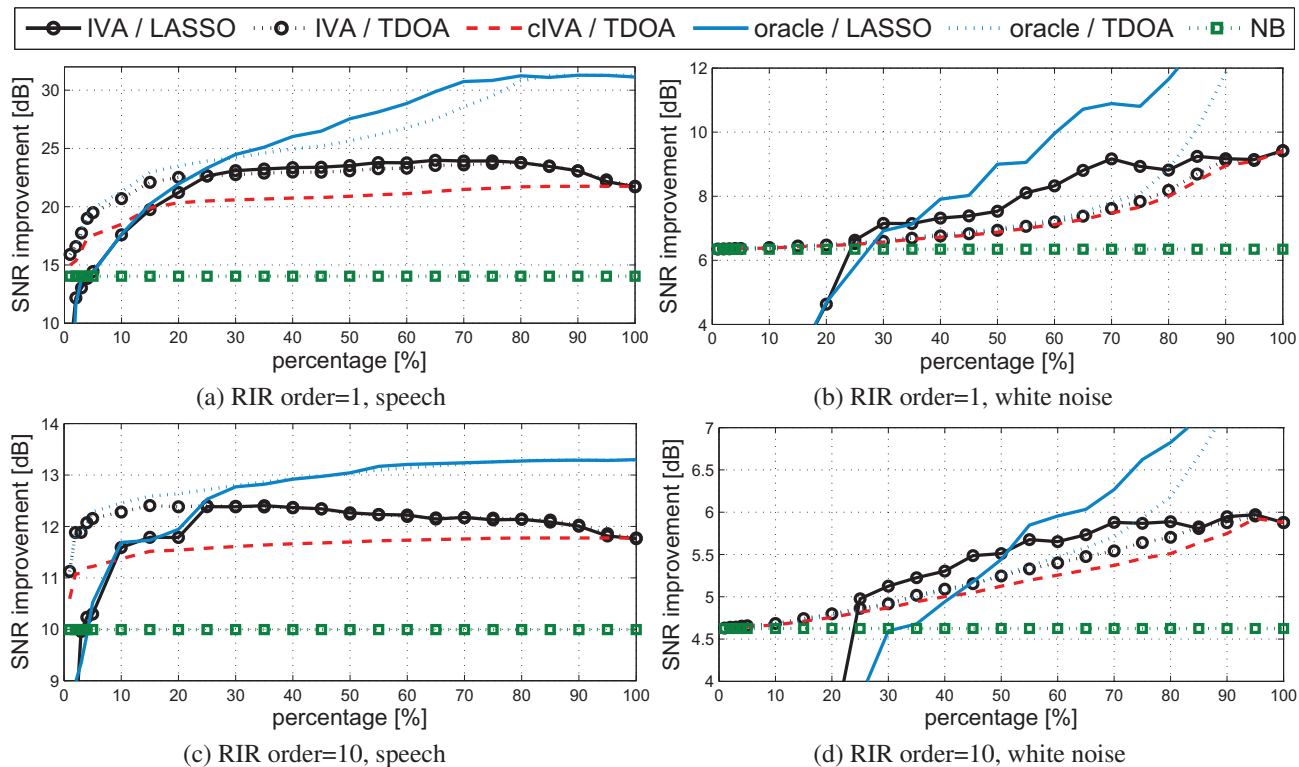 IVA / LASSO IVA / TDOA cIVA / TDOA oracle / LASSO oracle / TDOA NB
SNR improvement [dB]
30
25
20
15
10
0 10 20 30 40 50 60 70 80 90 100
percentage [%]
(a) RIR order=1, speech
SNR improvement [dB]
12
10
8
6
4
0 10 20 30 40 50 60 70 80 90 100
percentage [%]
(b) RIR order=1, white noise
SNR improvement [dB]
14
13
12
11
10
9
0 10 20 30 40 50 60 70 80 90 100
percentage [%]
(c) RIR order=10, speech
SNR improvement [dB]
7
6.5
6
5.5
5
4.5
4
0 10 20 30 40 50 60 70 80 90 100
percentage [%]
(d) RIR order=10, white noise